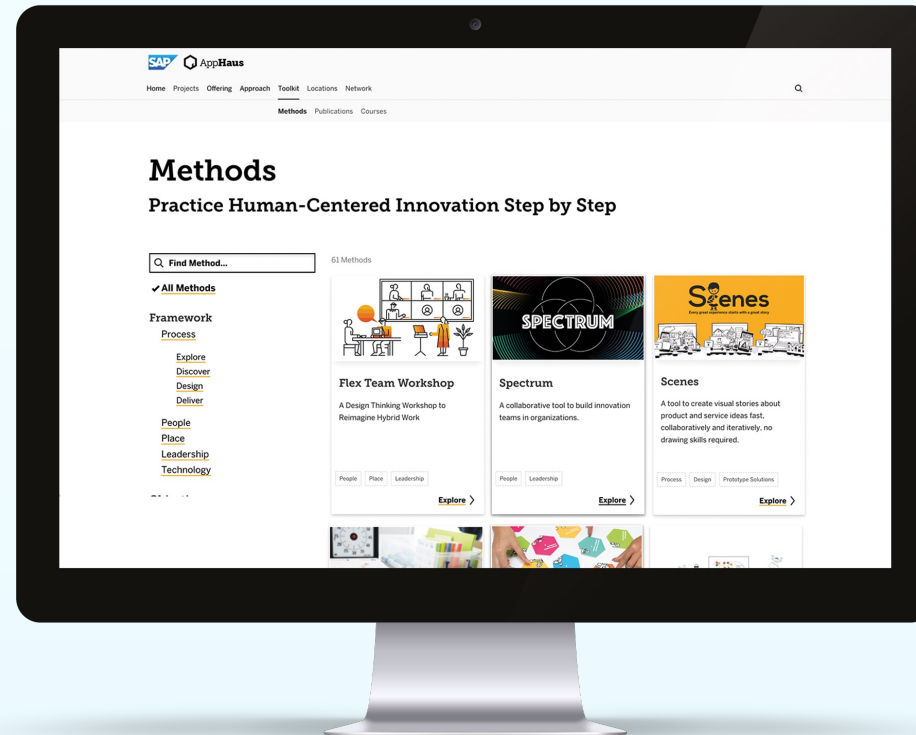 SAP AppHaus
Home Projects Offering Approach Toolkit Locations Network
Methods Publications Courses
Methods
Practice Human-Centered Innovation Step by Step
Find Method...
61 Methods
All Methods
Framework
Process
Explore
Discover
Design
Deliver
People
Place
Leadership
Technology
Flex Team Workshop
A Design Thinking Workshop to
Reimagine Hybrid Work
People Place Leadership
Explore
SPECTRUM
Spectrum
A collaborative tool to build innovation
teams in organizations.
People Leadership
Explore
Scenes
Every great experience starts with a great story
Scenes
A tool to create visual stories about
product and service ideas fast,
collaboratively and iteratively, no
drawing skills required.
Process Design Prototype Solutions
Explore